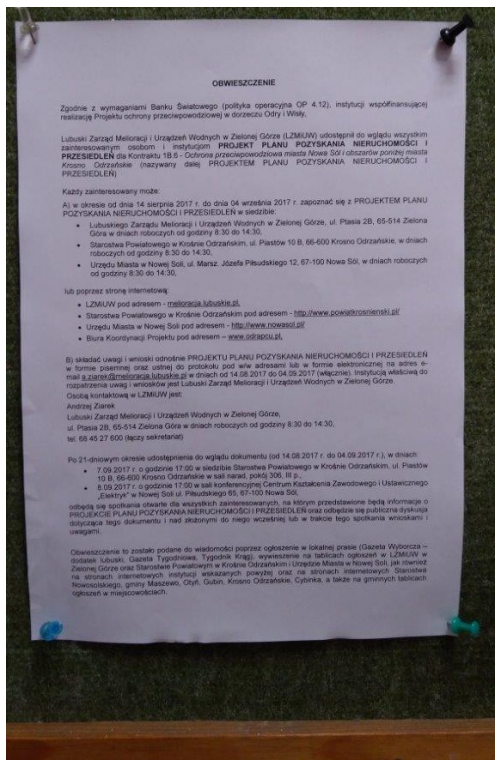 OBWIESZCZENIE
Zgodnie z wymaganiami Banku Światowego (polityka operacyjna OP 4.12), instytucji współfinansującej
realizację Projektu ochrony przeciwpowodziowej w dorzeczu Odry i Wisły,
Lubuski Zarząd Melioracji i Urządzeń Wodnych w Zielonej Górze (LZMiUW) udostępnił do wglądu wszystkim
zainteresowanym osobom i instytucjom PROJEKT PLANU POZYSKANIA NIERUCHOMOŚCI I
PRZESIEDLEŃ dla Kontraktu 1B.6 - Ochrona przeciwpowodziowa miasta Nowa Sól i obszarów poniżej miasta
Krosno Odrzańskie (nazywany dalej PROJEKTEM PLANU POZYSKANIA NIERUCHOMOŚCI I
PRZESIEDLEŃ)
Każdy zainteresowany może:
A) w okresie od dnia 14 sierpnia 2017 r. do dnia 04 września 2017 r. zapoznać się z PROJEKTEM PLANU
POZYSKANIA NIERUCHOMOŚCI I PRZESIEDLEŃ w siedzibie:
• Lubuskiego Zarządu Melioracji i Urządzeń Wodnych w Zielonej Górze, ul. Ptasia 2B, 65-514 Zielona
Góra w dniach roboczych od godziny 8:30 do 14:30,
• Starostwa Powiatowego w Krośnie Odrzańskim, ul. Piastów 10 B, 66-600 Krosno Odrzańskie, w dniach
roboczych od godziny 8:30 do 14:30,
• Urzędu Miasta w Nowej Soli, ul. Marsz. Józefa Piłsudskiego 12, 67-100 Nowa Sól, w dniach roboczych
od godziny 8:30 do 14:30,
lub poprzez stronę internetową:
• LZMiUW pod adresem - melioracja.lubuskie.pl,
• Starostwa Powiatowego w Krośnie Odrzańskim pod adresem - http://www.powiatkrosnienski.pl/
• Urzędu Miasta w Nowej Soli pod adresem - http://www.nowasol.pl/
• Biura Koordynacji Projektu pod adresem – www.odrapcu.pl,
B) składać uwagi i wnioski odnośnie PROJEKTU PLANU POZYSKANIA NIERUCHOMOŚCI I PRZESIEDLEŃ
w formie pisemnej oraz ustnej do protokołu pod w/w adresami lub w formie elektronicznej na adres e-
mail a.ziarek@melioracja.lubuskie.pl w dniach od 14.08.2017 do 04.09.2017 (włącznie). Instytucją właściwą do
rozpatrzenia uwag i wniosków jest Lubuski Zarząd Melioracji i Urządzeń Wodnych w Zielonej Górze.
Osobą kontaktową w LZMiUW jest:
Andrzej Ziarek
Lubuski Zarząd Melioracji i Urządzeń Wodnych w Zielonej Górze,
ul. Ptasia 2B, 65-514 Zielona Góra w dniach roboczych od godziny 8:30 do 14:30,
tel. 68 45 27 600 (łączy sekretariat)
Po 21-dniowym okresie udostępnienia do wglądu dokumentu (od 14.08.2017 r. do 04.09.2017 r.), w dniach:
• 7.09.2017 r. o godzinie 17:00 w siedzibie Starostwa Powiatowego w Krośnie Odrzańskim, ul. Piastów
10 B, 66-600 Krosno Odrzańskie w sali narad, pokój 306, III p.,
• 8.09.2017 r. o godzinie 17:00 w sali konferencyjnej Centrum Kształcenia Zawodowego i Ustawicznego
„Elektryk” w Nowej Soli ul. Piłsudskiego 65, 67-100 Nowa Sól,
odbędą się spotkania otwarte dla wszystkich zainteresowanych, na którym przedstawione będą informacje o
PROJEKCIE PLANU POZYSKANIA NIERUCHOMOŚCI I PRZESIEDLEŃ oraz odbędzie się publiczna dyskusja
dotycząca tego dokumentu i nad złożonymi do niego wcześniej lub w trakcie tego spotkania wnioskami i
uwagami.
Obwieszczenie to zostało podane do wiadomości poprzez ogłoszenie w lokalnej prasie (Gazeta Wyborcza –
dodatek lubuski, Gazeta Tygodniowa, Tygodnik Krąg), wywieszenie na tablicach ogłoszeń w LZMiUW w
Zielonej Górze oraz Starostwie Powiatowym w Krośnie Odrzańskim i Urzędzie Miasta w Nowej Soli, jak również
na stronach internetowych instytucji wskazanych powyżej oraz na stronach internetowych Starostwa
Nowosolskiego, gminy Maszewo, Otyń, Gubin, Krosno Odrzańskie, Cybinka, a także na gminnych tablicach
ogłoszeń w miejscowościach.